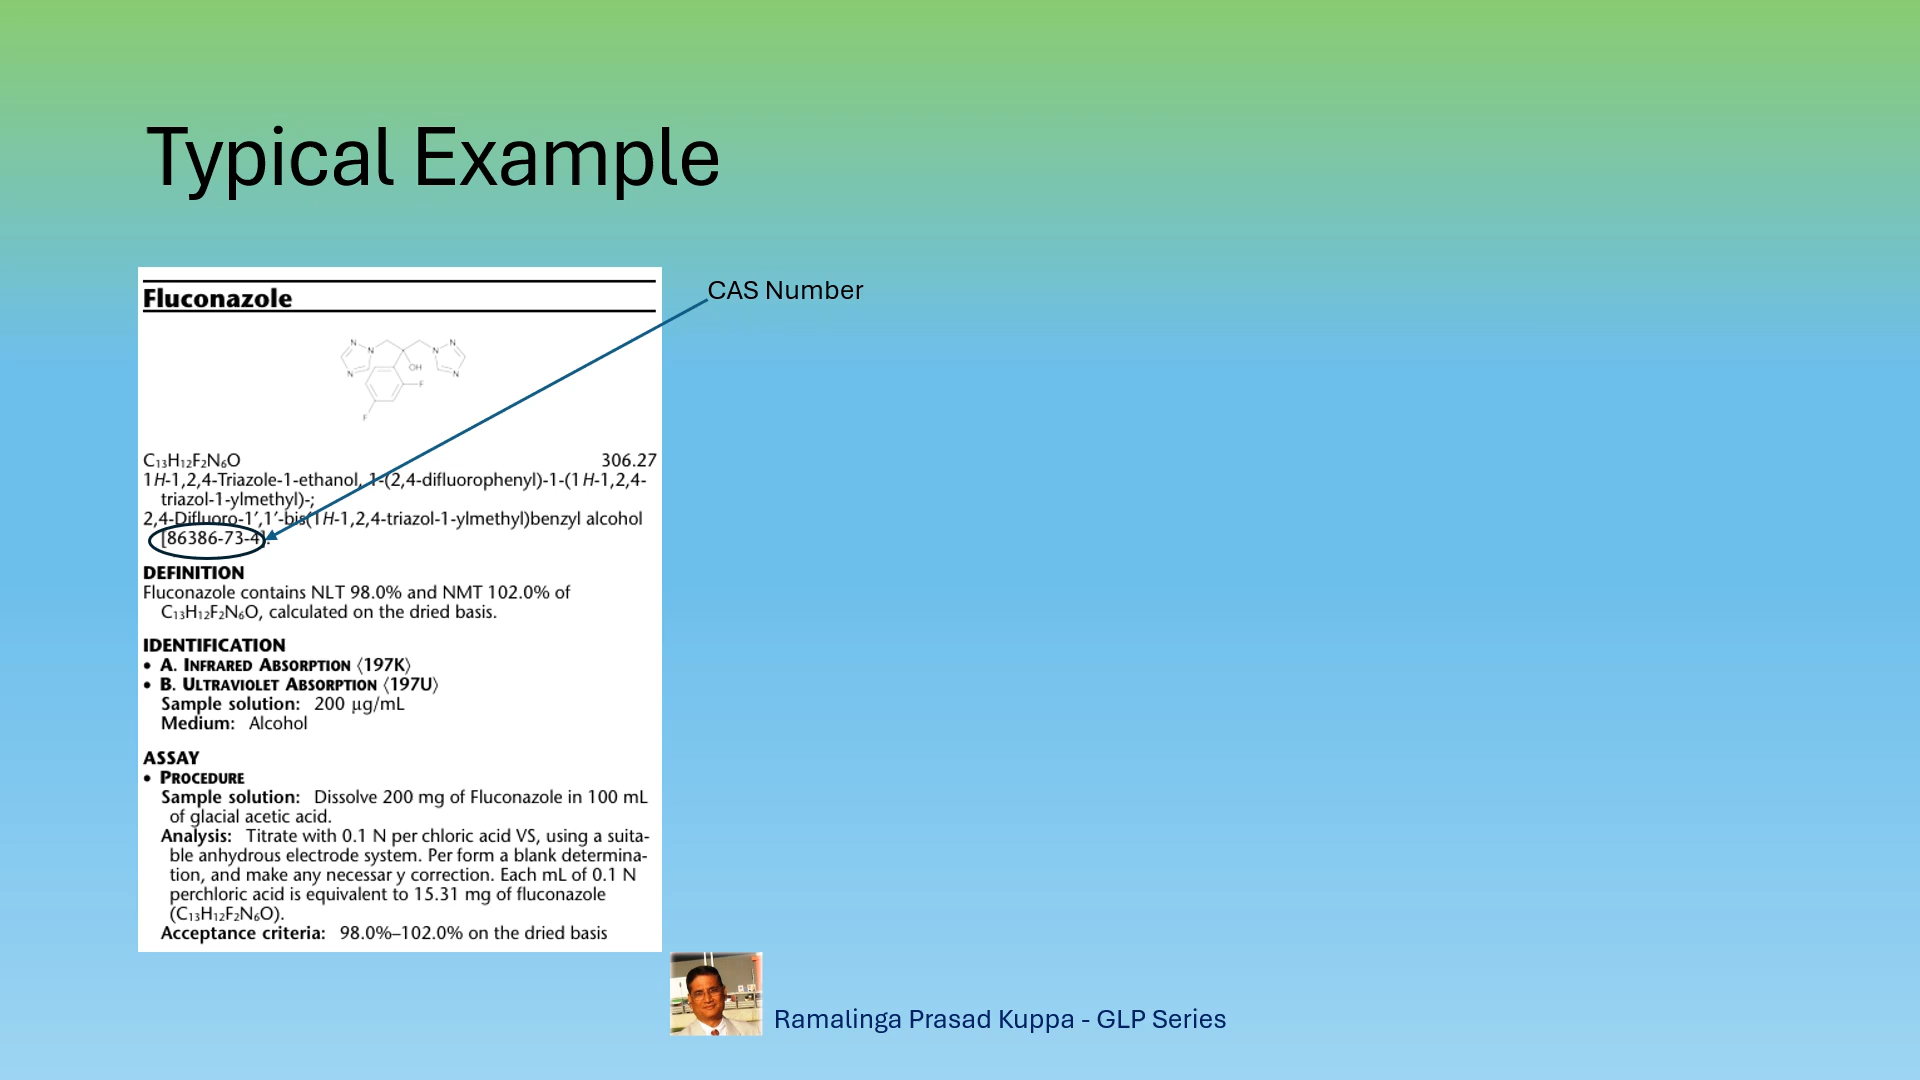 Typical Example
Fluconazole
CAS Number
N
N
N
N
N
N
OH
F
F
C₁₃H₁₂F₂N₆O 306.27
1H-1,2,4-Triazole-1-ethanol, 1-(2,4-difluorophenyl)-1-(1H-1,2,4-
triazol-1-ylmethyl)-;
2,4-Difluoro-1′,1′-bis(1H-1,2,4-triazol-1-ylmethyl)benzyl alcohol
[86386-73-4].
DEFINITION
Fluconazole contains NLT 98.0% and NMT 102.0% of
C₁₃H₁₂F₂N₆O, calculated on the dried basis.
IDENTIFICATION
• A. INFRARED ABSORPTION ⟨197K⟩
• B. ULTRAVIOLET ABSORPTION ⟨197U⟩
Sample solution: 200 µg/mL
Medium: Alcohol
ASSAY
• PROCEDURE
Sample solution: Dissolve 200 mg of Fluconazole in 100 mL
of glacial acetic acid.
Analysis: Titrate with 0.1 N per chloric acid VS, using a suita-
ble anhydrous electrode system. Per form a blank determina-
tion, and make any necessar y correction. Each mL of 0.1 N
perchloric acid is equivalent to 15.31 mg of fluconazole
(C₁₃H₁₂F₂N₆O).
Acceptance criteria: 98.0%–102.0% on the dried basis
Ramalinga Prasad Kuppa - GLP Series